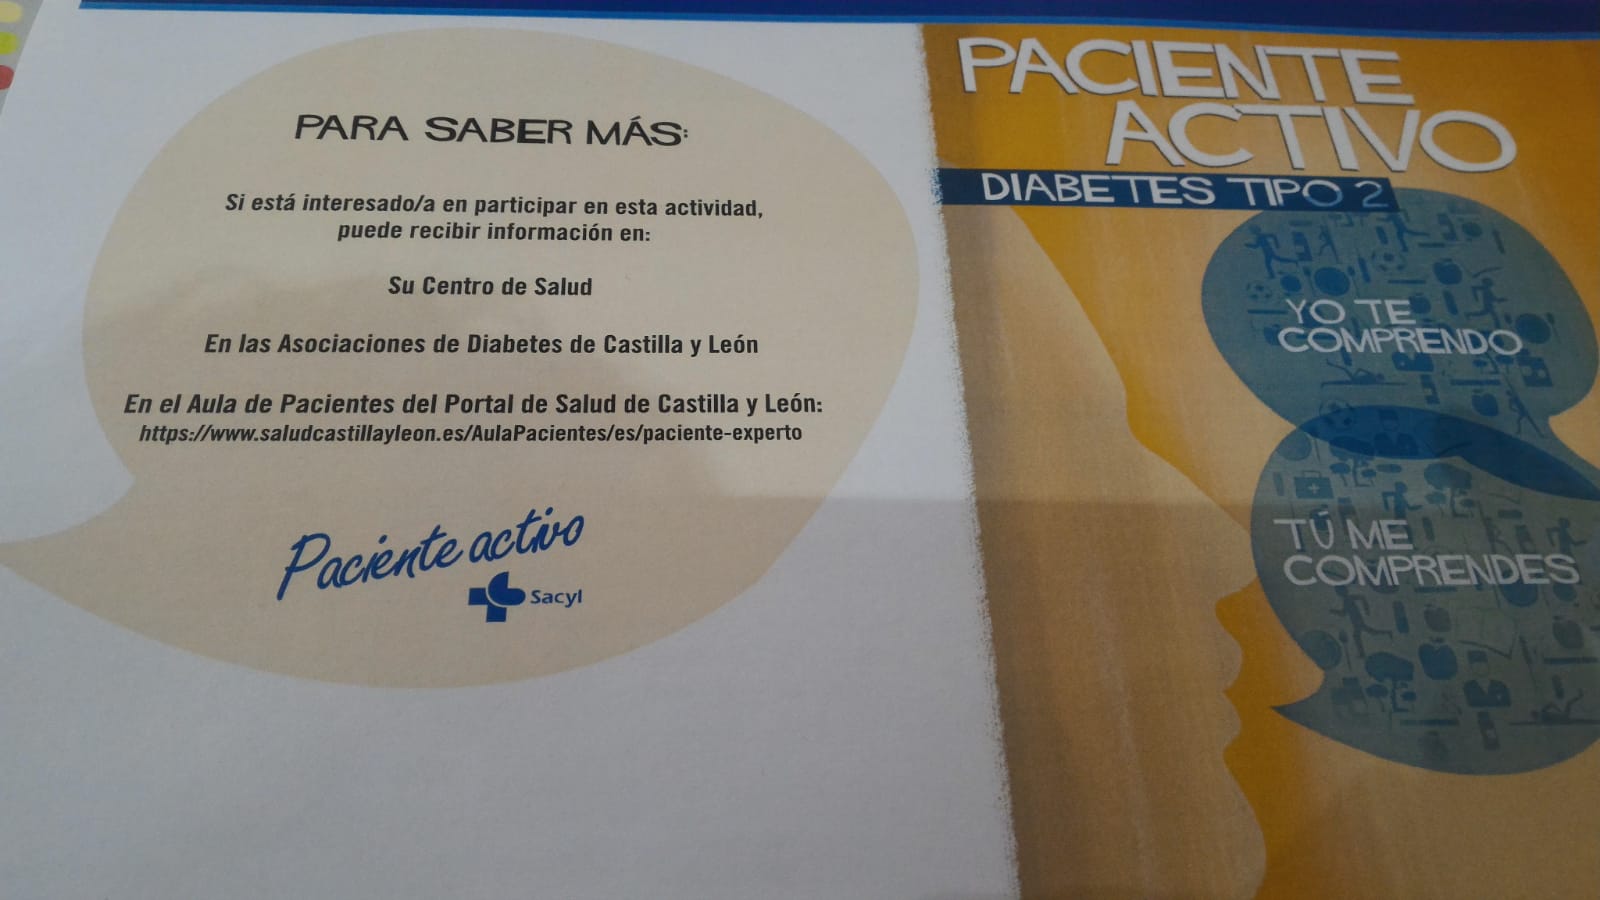 PARA SABER MÁS:
Si está interesado/a en participar en esta actividad,
puede recibir información en:
Su Centro de Salud
En las Asociaciones de Diabetes de Castilla y León
En el Aula de Pacientes del Portal de Salud de Castilla y León:
https://www.saludcastillayleon.es/AulaPacientes/es/paciente-experto
Paciente activo
Sacyl
PACIENTE
ACTIVO
DIABETES TIPO 2
YO TE
COMPRENDO
TÚ ME
COMPRENDES